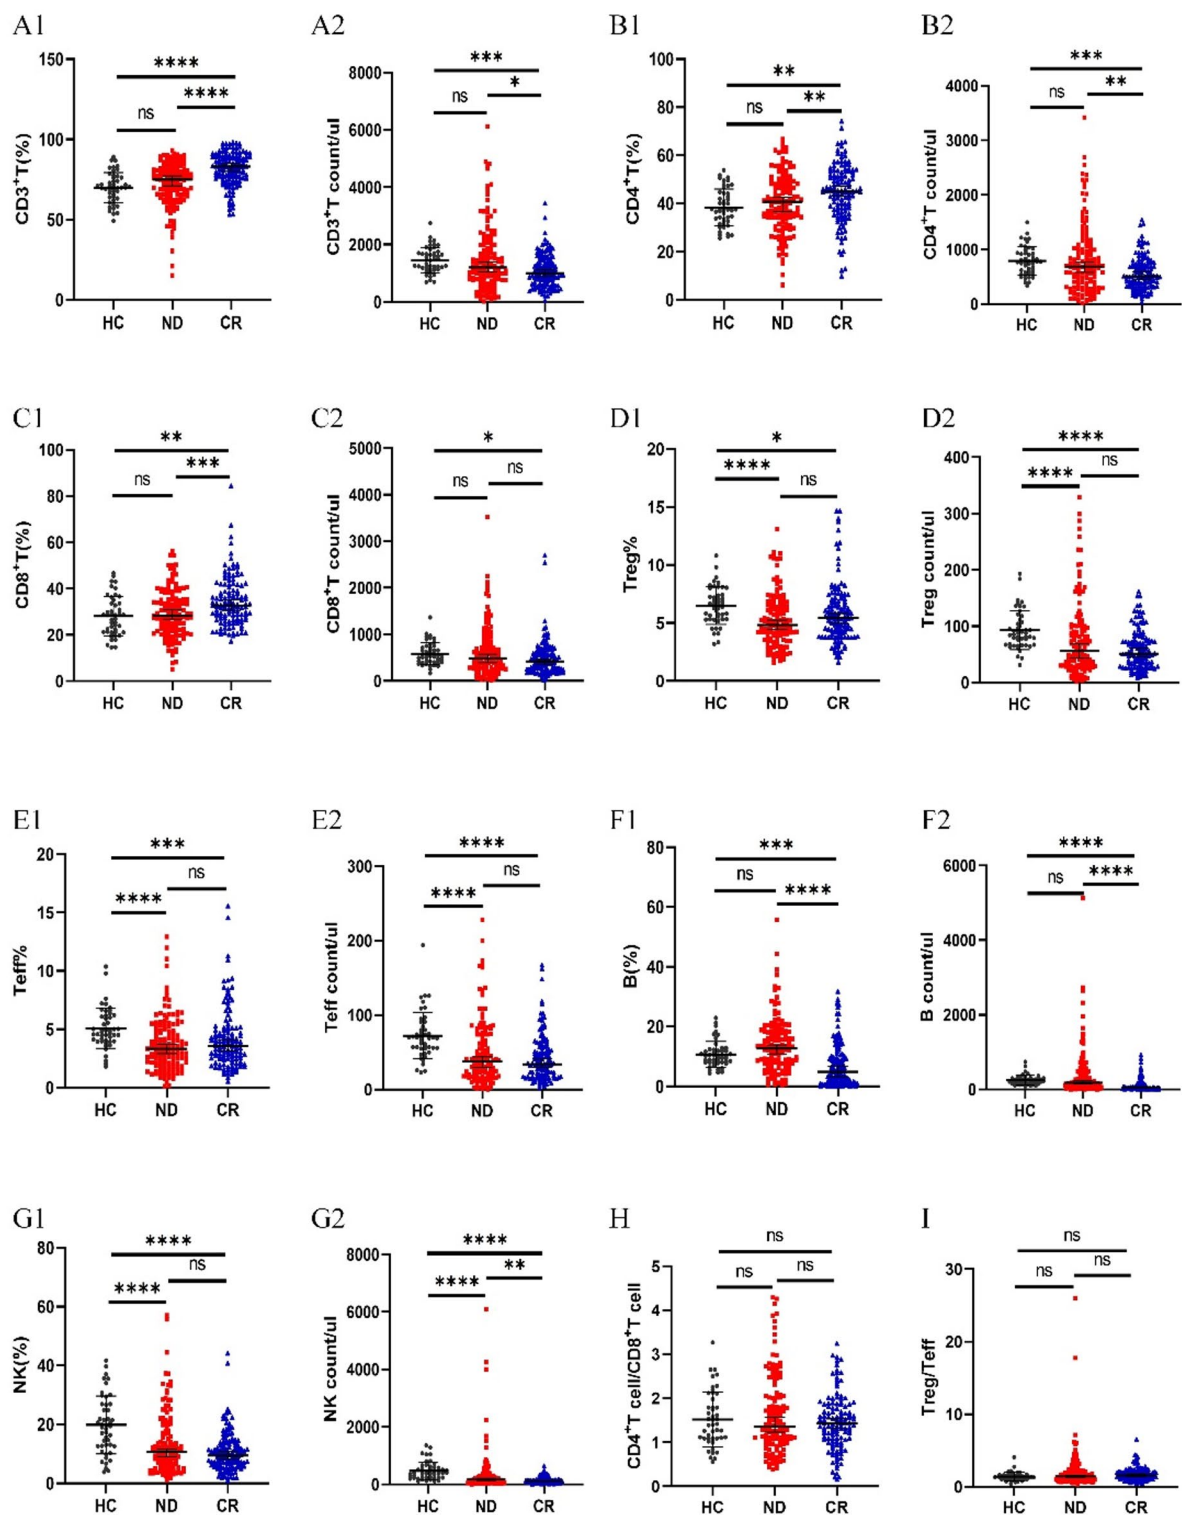 A1
150
100
50
0
CD3+T(%)
****
****
ns
HC ND CR
A2
8000
6000
4000
2000
0
CD3+T count/ul
***
ns
*
HC ND CR
B1
100
80
60
40
20
0
CD4+T(%)
**
ns
**
HC ND CR
B2
4000
3000
2000
1000
0
CD4+T count/ul
***
ns
**
HC ND CR
C1
100
80
60
40
20
0
CD8+T(%)
**
ns
***
HC ND CR
C2
5000
4000
3000
2000
1000
0
CD8+T count/ul
*
ns
ns
HC ND CR
D1
20
15
10
5
0
Treg%
*
****
ns
HC ND CR
D2
400
300
200
100
0
Treg count/ul
****
****
ns
HC ND CR
E1
20
15
10
5
0
Teff%
***
****
ns
HC ND CR
E2
300
200
100
0
Teff count/ul
****
****
ns
HC ND CR
F1
80
60
40
20
0
B(%)
***
ns
****
HC ND CR
F2
6000
4000
2000
0
B count/ul
****
ns
****
HC ND CR
G1
80
60
40
20
0
NK(%)
****
****
ns
HC ND CR
G2
8000
6000
4000
2000
0
NK count/ul
****
****
**
HC ND CR
H
5
4
3
2
1
0
CD4+T cell/CD8+T cell
ns
ns
ns
HC ND CR
I
30
20
10
0
Treg/Teff
ns
ns
ns
HC ND CR